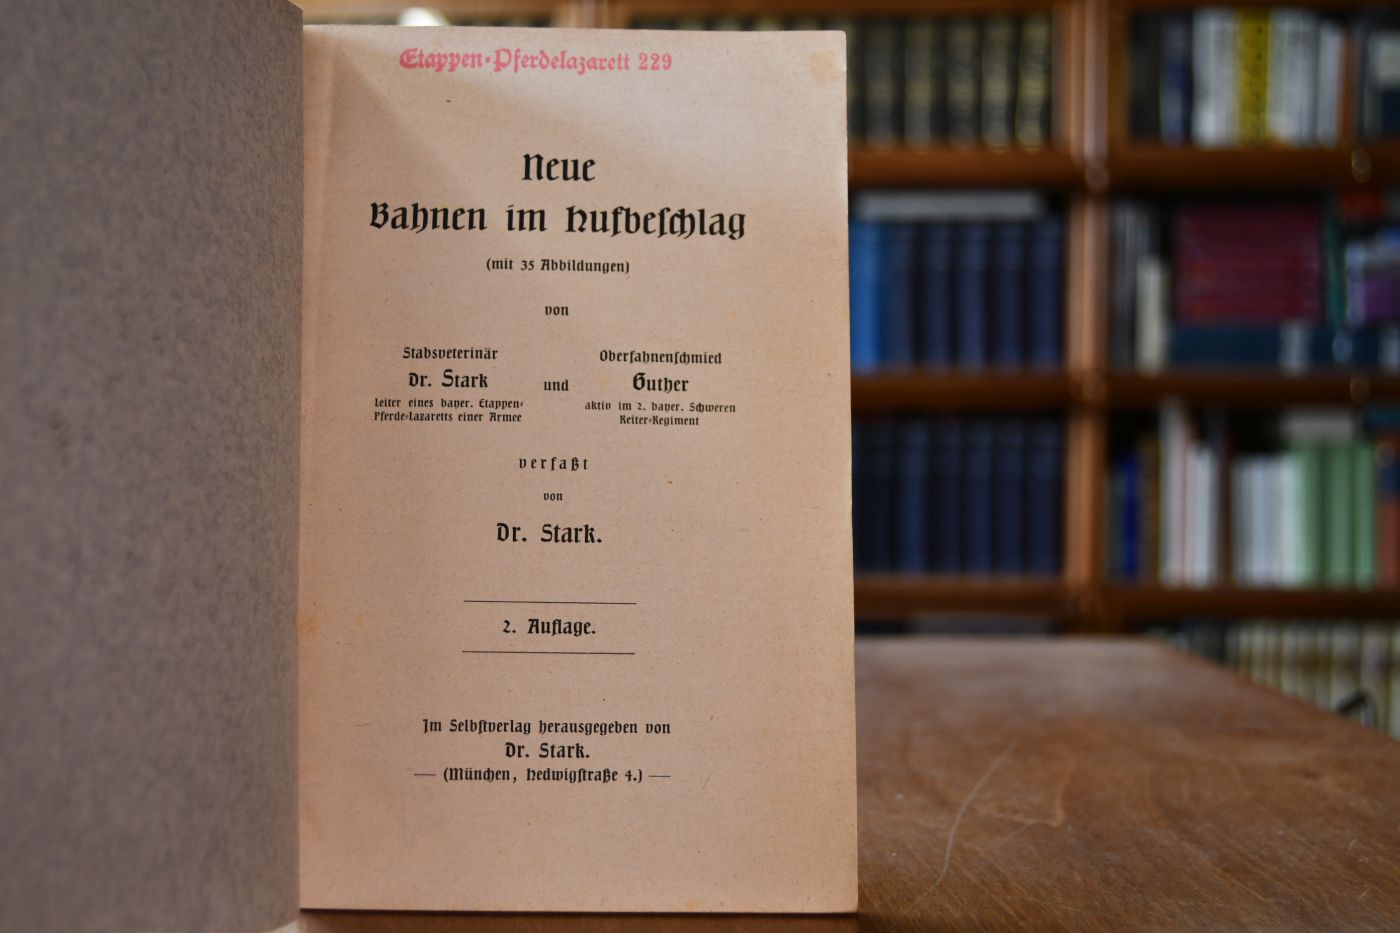 Etappen-Pferdelazarett 229
Neue
Bahnen im Hufbeſchlag
(mit 35 Abbildungen)
von
Stabsveterinär
Dr. Stark
Leiter eines bayer. Etappen-
Pferde-Lazaretts einer Armee
und
Oberfahnenſchmied
Guther
aktiv im 2. bayer. Schweren
Reiter-Regiment
verfaßt
von
Dr. Stark.
2. Auflage.
Im Selbſtverlag herausgegeben von
Dr. Stark.
— (München, Hedwigſtraße 4.) —